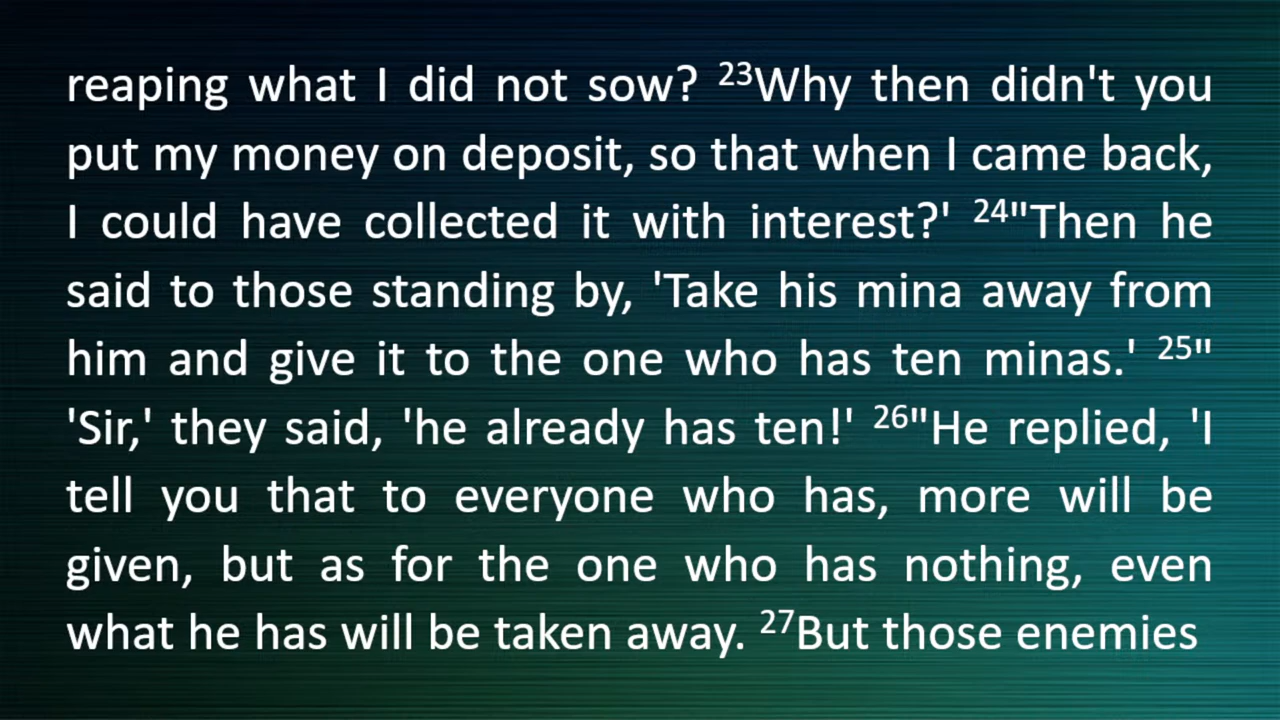 reaping what I did not sow? ²³Why then didn't you
put my money on deposit, so that when I came back,
I could have collected it with interest?' ²⁴"Then he
said to those standing by, 'Take his mina away from
him and give it to the one who has ten minas.' ²⁵"
'Sir,' they said, 'he already has ten!' ²⁶"He replied, 'I
tell you that to everyone who has, more will be
given, but as for the one who has nothing, even
what he has will be taken away. ²⁷But those enemies